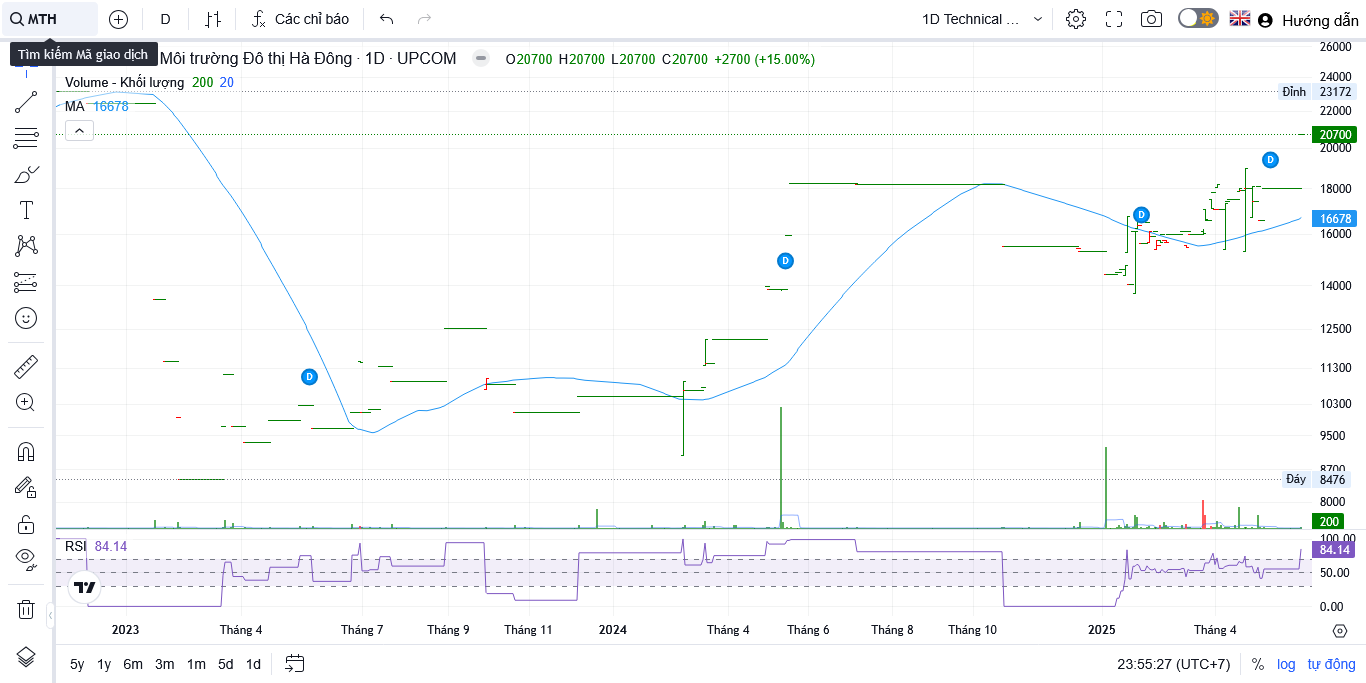 MTH D Các chỉ báo 1D Technical ... Hướng dẫn
Tìm kiếm Mã giao dịch
Môi trường Đô thị Hà Đông · 1D · UPCOM O20700 H20700 L20700 C20700 +2700 (+15.00%)
Volume - Khối lượng 200 20
MA 16678
26000
24000
Đỉnh 23172
22000
20700
20000
D
18000
D
16678
16000
D
14000
12500
11300
D
10300
9500
8700
Đáy 8476
8000
200
RSI 84.14
100.00
84.14
50.00
0.00
2023 Tháng 4 Tháng 7 Tháng 9 Tháng 11 2024 Tháng 4 Tháng 6 Tháng 8 Tháng 10 2025 Tháng 4
5y 1y 6m 3m 1m 5d 1d 23:55:27 (UTC+7) % log tự động